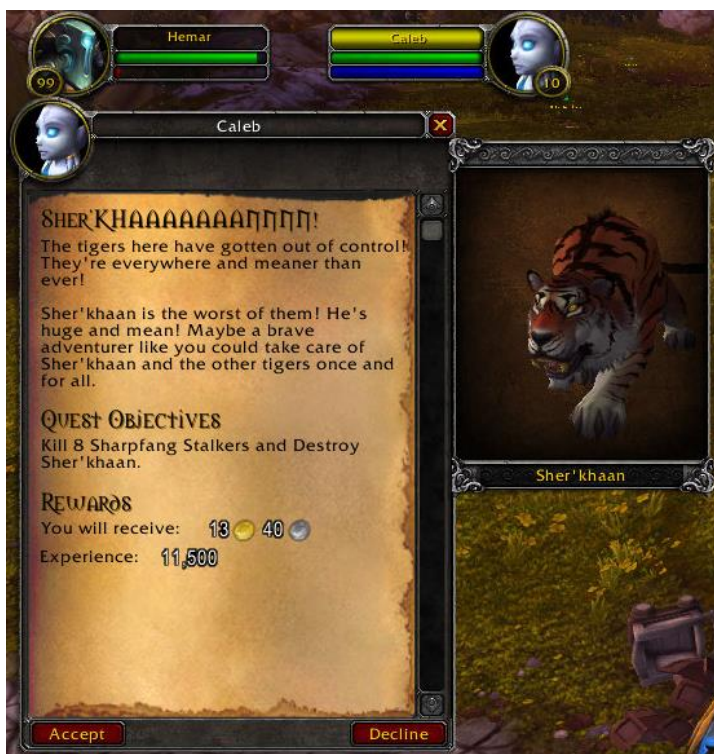 Hemar
Caleb
99
10
Caleb
Sher'KHAAAAAAANNNN!
The tigers here have gotten out of control!
They're everywhere and meaner than
ever!
Sher'khaan is the worst of them! He's
huge and mean! Maybe a brave
adventurer like you could take care of
Sher'khaan and the other tigers once and
for all.
Quest Objectives
Kill 8 Sharpfang Stalkers and Destroy
Sher'khaan.
Sher'khaan
Rewards
You will receive: 13 40
Experience: 11,500
Accept
Decline